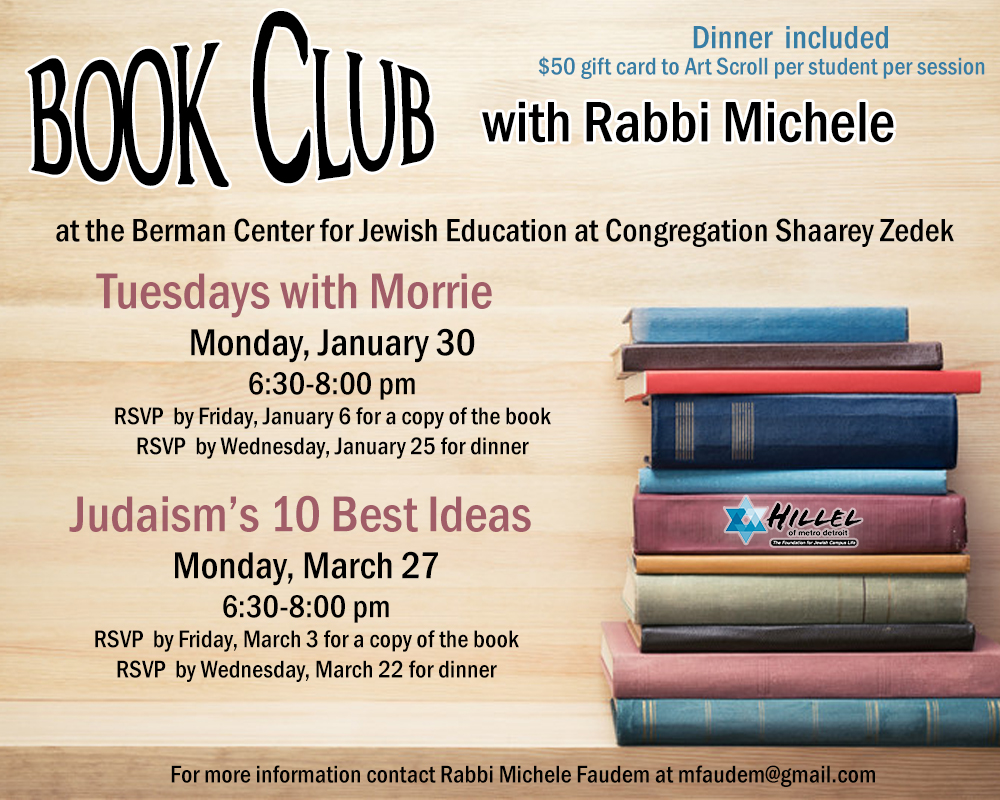 BOOK CLUB
Dinner included
$50 gift card to Art Scroll per student per session
with Rabbi Michele
at the Berman Center for Jewish Education at Congregation Shaarey Zedek
Tuesdays with Morrie
Monday, January 30
6:30-8:00 pm
RSVP by Friday, January 6 for a copy of the book
RSVP by Wednesday, January 25 for dinner
Judaism's 10 Best Ideas
Monday, March 27
6:30-8:00 pm
RSVP by Friday, March 3 for a copy of the book
RSVP by Wednesday, March 22 for dinner
HILLEL
of metro detroit
The Foundation for Jewish Campus Life
For more information contact Rabbi Michele Faudem at mfaudem@gmail.com